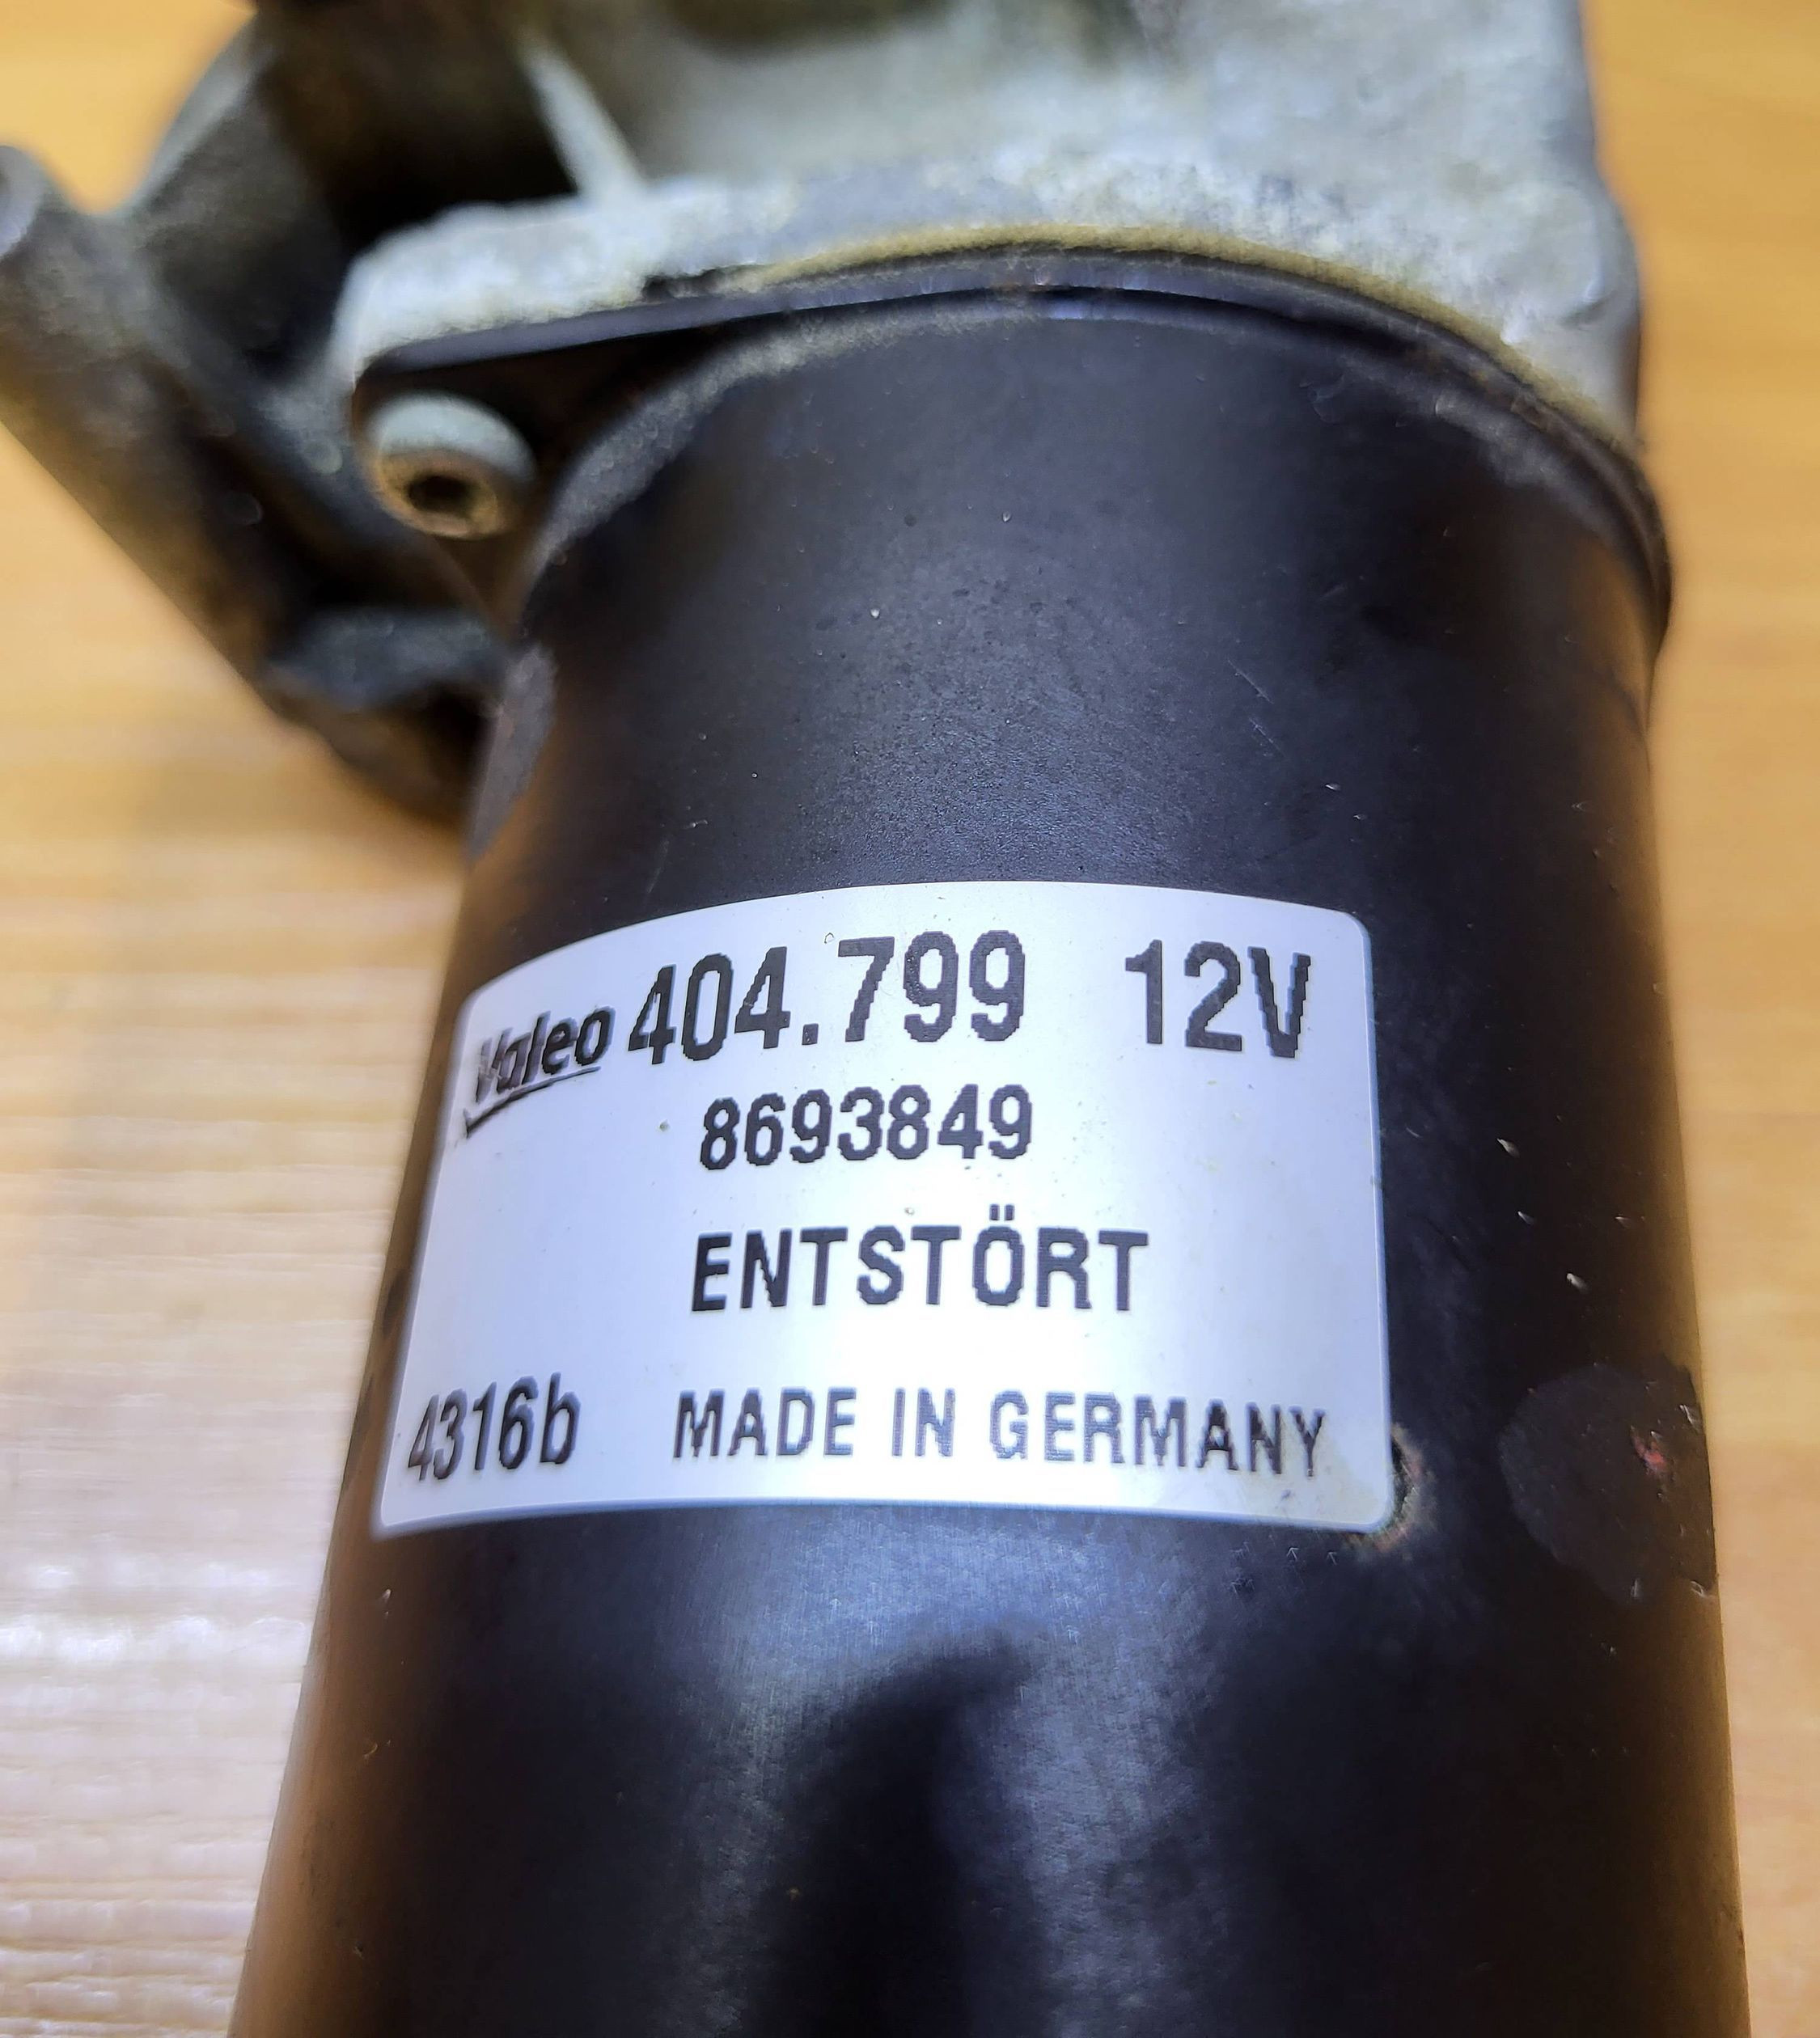 Valeo 404.799 12V
8693849
ENTSTÖRT
4316b MADE IN GERMANY